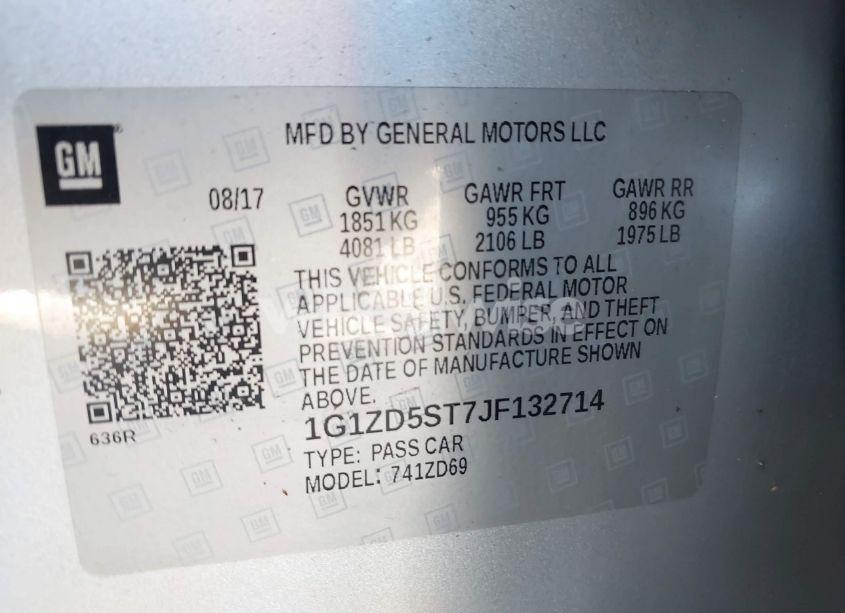 GM
MFD BY GENERAL MOTORS LLC
08/17 GVWR GAWR FRT GAWR RR
1851 KG 955 KG 896 KG
4081 LB 2106 LB 1975 LB
THIS VEHICLE CONFORMS TO ALL
APPLICABLE U.S. FEDERAL MOTOR
VEHICLE SAFETY, BUMPER, AND THEFT
PREVENTION STANDARDS IN EFFECT ON
THE DATE OF MANUFACTURE SHOWN
ABOVE.
636R
1G1ZD5ST7JF132714
TYPE: PASS CAR
MODEL: 741ZD69